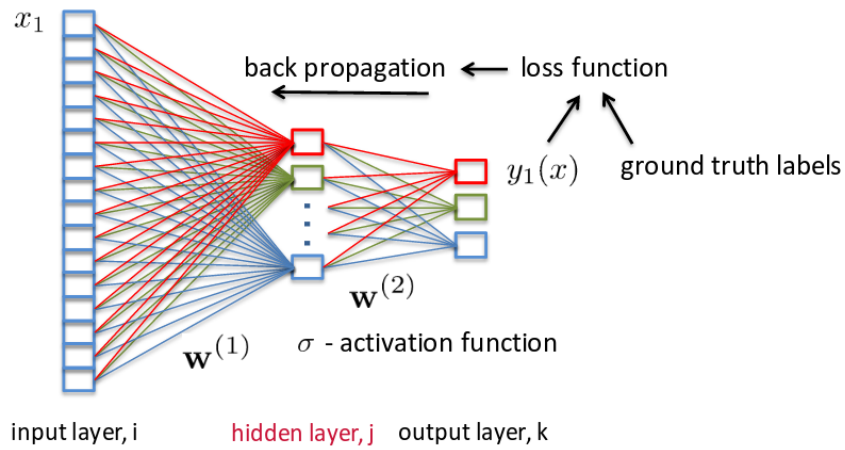 x₁
back propagation
loss function
y₁(x)
ground truth labels
w⁽²⁾
w⁽¹⁾
σ - activation function
input layer, i
hidden layer, j
output layer, k